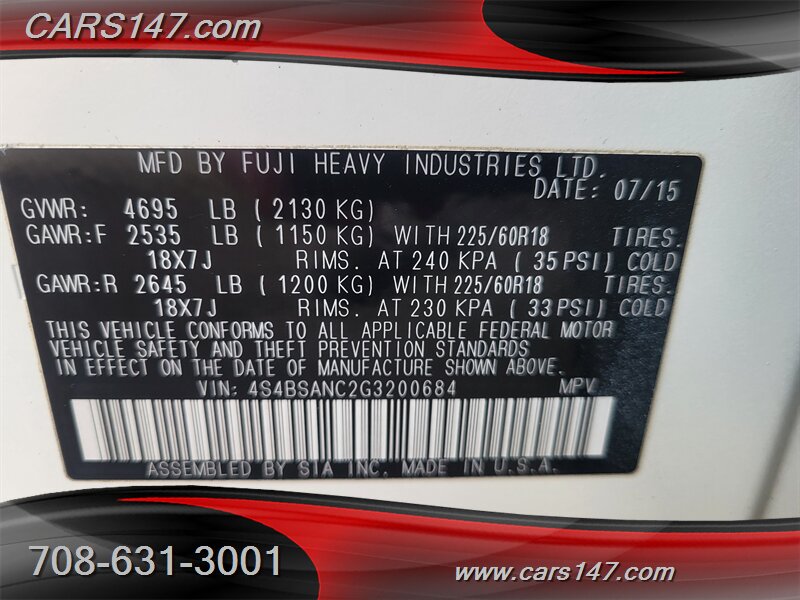 CARS147.com
MFD BY FUJI HEAVY INDUSTRIES LTD.
DATE: 07/15
GVWR: 4695 LB ( 2130 KG)
GAWR:F 2535 LB ( 1150 KG) WITH 225/60R18 TIRES.
18X7J RIMS. AT 240 KPA ( 35 PSI) COLD
GAWR:R 2645 LB ( 1200 KG) WITH 225/60R18 TIRES.
18X7J RIMS. AT 230 KPA ( 33 PSI) COLD
THIS VEHICLE CONFORMS TO ALL APPLICABLE FEDERAL MOTOR
VEHICLE SAFETY AND THEFT PREVENTION STANDARDS
IN EFFECT ON THE DATE OF MANUFACTURE SHOWN ABOVE.
VIN: 4S4BSANC2G3200684 MPV
ASSEMBLED BY SIA INC. MADE IN U.S.A.
708-631-3001
www.cars147.com